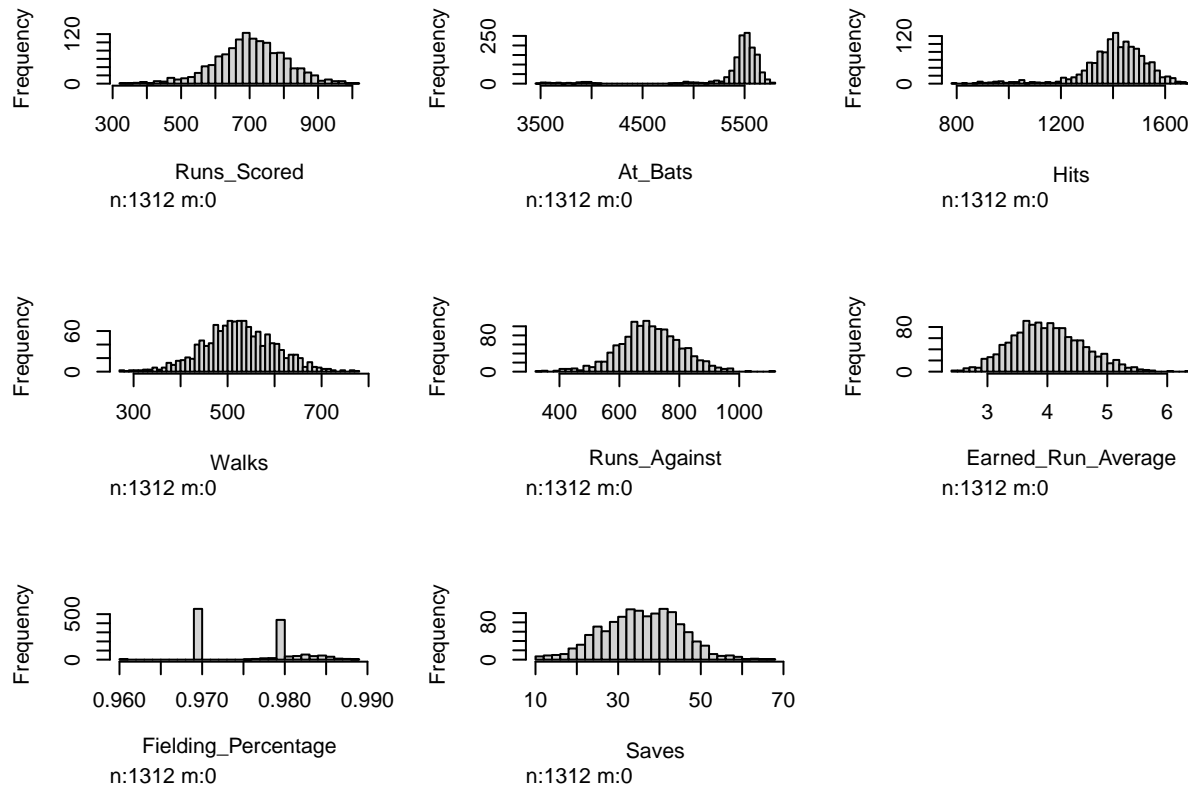 Frequency
0 120
300 500 700 900
Runs_Scored
n:1312 m:0
Frequency
0 250
3500 4500 5500
At_Bats
n:1312 m:0
Frequency
0 120
800 1200 1600
Hits
n:1312 m:0
Frequency
0 60
300 500 700
Walks
n:1312 m:0
Frequency
0 80
400 600 800 1000
Runs_Against
n:1312 m:0
Frequency
0 80
3 4 5 6
Earned_Run_Average
n:1312 m:0
Frequency
0 500
0.960 0.970 0.980 0.990
Fielding_Percentage
n:1312 m:0
Frequency
0 80
10 30 50 70
Saves
n:1312 m:0